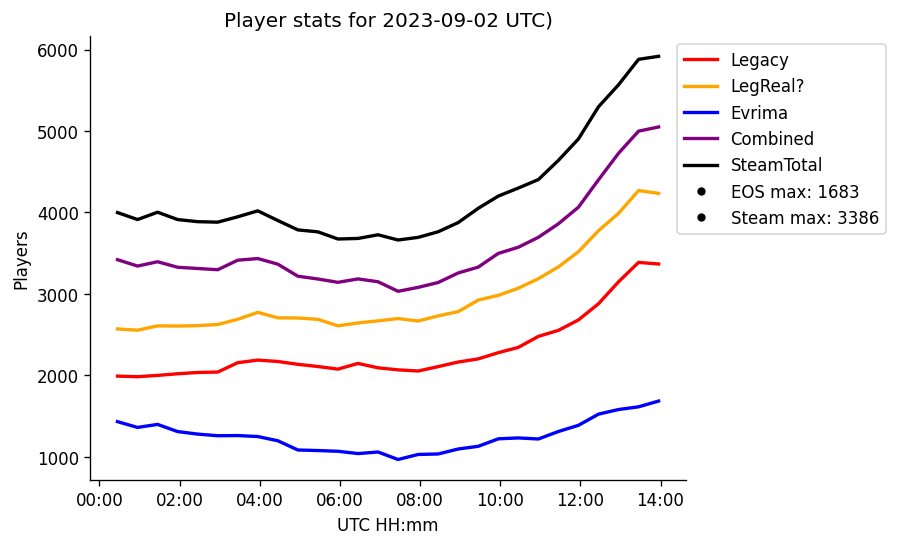 Player stats for 2023-09-02 UTC)
6000
5000
4000
3000
2000
1000
Players
00:00 02:00 04:00 06:00 08:00 10:00 12:00 14:00
UTC HH:mm
Legacy
LegReal?
Evrima
Combined
SteamTotal
EOS max: 1683
Steam max: 3386